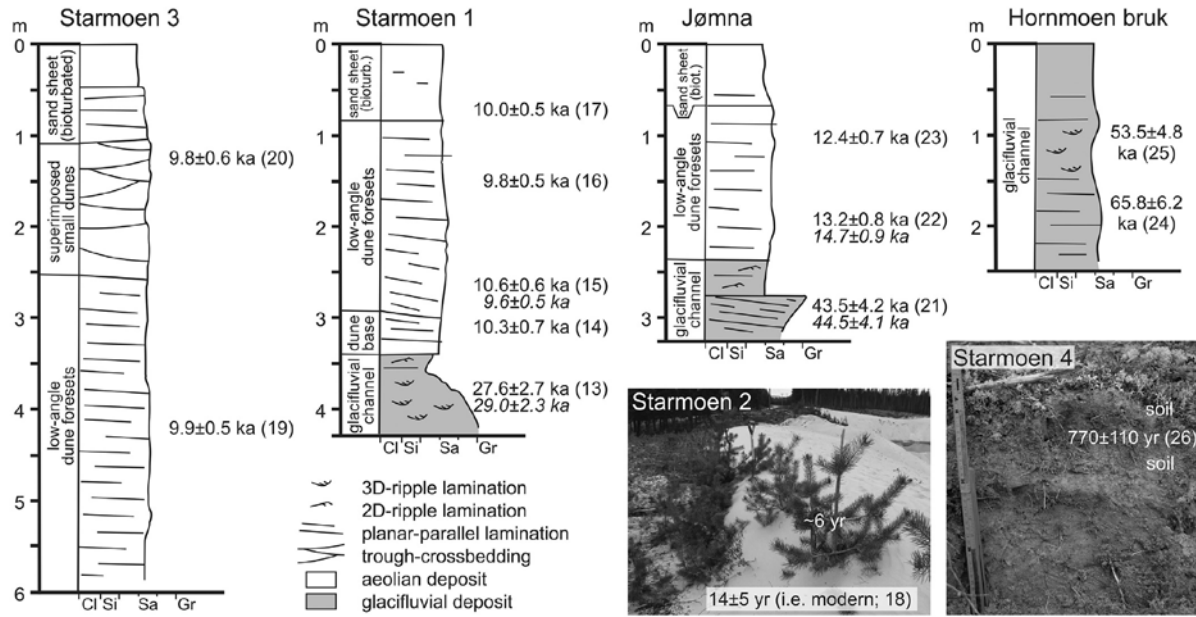 Starmoen 3
m
0
1
2
3
4
5
6
sand sheet
(bioturbated)
superimposed
small dunes
low-angle
dune foresets
9.8±0.6 ka (20)
9.9±0.5 ka (19)
Cl Si Sa Gr
Starmoen 1
m
0
1
2
3
4
sand sheet
(bioturb.)
low-angle
dune foresets
dune
base
glacifluvial
channel
10.0±0.5 ka (17)
9.8±0.5 ka (16)
10.6±0.6 ka (15)
9.6±0.5 ka
10.3±0.7 ka (14)
27.6±2.7 ka (13)
29.0±2.3 ka
Cl Si Sa Gr
3D-ripple lamination
2D-ripple lamination
planar-parallel lamination
trough-crossbedding
aeolian deposit
glacifluvial deposit
Jømna
m
0
1
2
3
sand sheet
(biot.)
low-angle
dune foresets
glacifluvial
channel
12.4±0.7 ka (23)
13.2±0.8 ka (22)
14.7±0.9 ka
43.5±4.2 ka (21)
44.5±4.1 ka
Cl Si Sa Gr
Hornmoen bruk
m
0
1
2
glacifluvial
channel
53.5±4.8
ka (25)
65.8±6.2
ka (24)
Cl Si Sa Gr
Starmoen 2
~6 yr
14±5 yr (i.e. modern; 18)
Starmoen 4
soil
770±110 yr (26)
soil